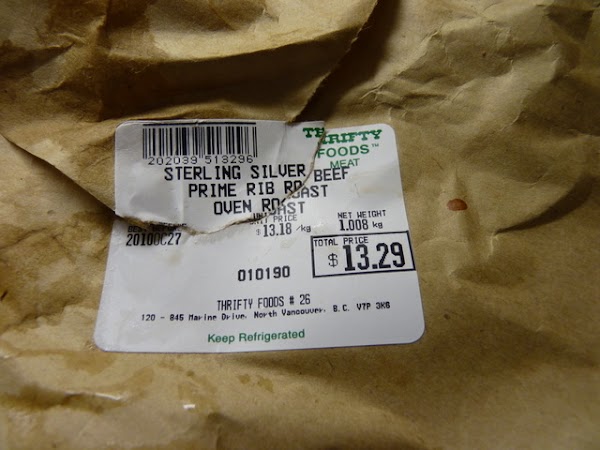 THRIFTY
FOODS™
MEAT
202039 513296
STERLING SILVER BEEF
PRIME RIB ROAST
OVEN ROAST
UNIT PRICE
NET WEIGHT
$13.18 /kg
1.008 kg
2010OC27
TOTAL PRICE
$13.29
010190
THRIFTY FOODS # 26
120 - 845 Marine Drive, North Vancouver, B.C. V7P 3K6
Keep Refrigerated